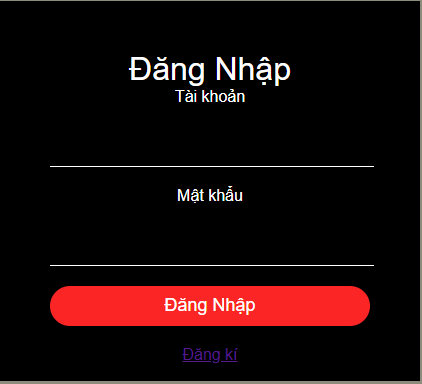 Đăng Nhập
Tài khoản
Mật khẩu
Đăng Nhập
Đăng kí